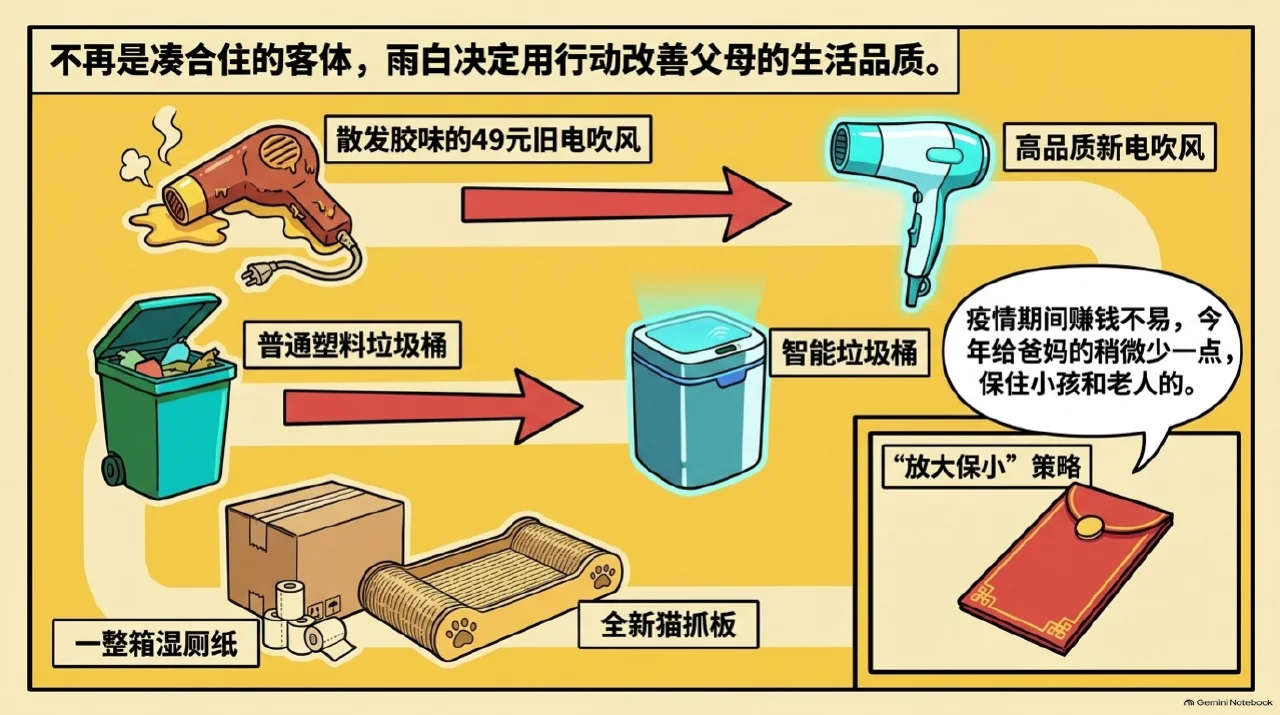 不再是凑合住的客体，雨白决定用行动改善父母的生活品质。
散发胶味的49元旧电吹风
高品质新电吹风
普通塑料垃圾桶
智能垃圾桶
疫情期间赚钱不易，今
年给爸妈的稍微少一点，
保住小孩和老人的。
“放大保小”策略
一整箱湿厕纸
全新猫抓板
Gemini Notebook